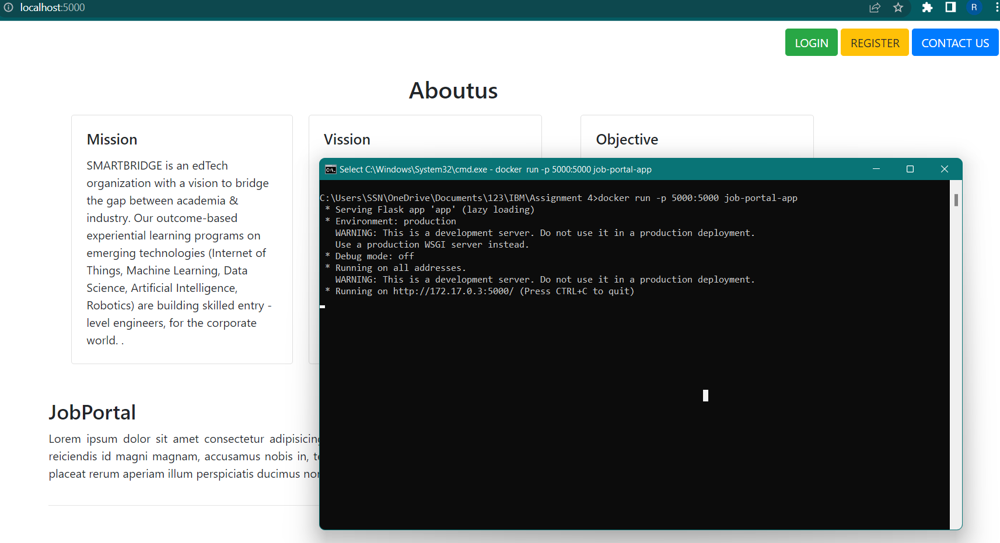 localhost:5000
R
LOGIN REGISTER CONTACT US
Aboutus
Mission
SMARTBRIDGE is an edTech
organization with a vision to bridge
the gap between academia &
industry. Our outcome-based
experiential learning programs on
emerging technologies (Internet of
Things, Machine Learning, Data
Science, Artificial Intelligence,
Robotics) are building skilled entry -
level engineers, for the corporate
world. .
Vission
Objective
JobPortal
Lorem ipsum dolor sit amet consectetur adipisicing
reiciendis id magni magnam, accusamus nobis in,
placeat rerum aperiam illum perspiciatis ducimus
C:\. Select C:\Windows\System32\cmd.exe - docker  run -p 5000:5000 job-portal-app
C:\Users\SSN\OneDrive\Documents\123\IBM\Assignment 4>docker run -p 5000:5000 job-portal-app
* Serving Flask app 'app' (lazy loading)
* Environment: production
WARNING: This is a development server. Do not use it in a production deployment.
Use a production WSGI server instead.
* Debug mode: off
* Running on all addresses.
WARNING: This is a development server. Do not use it in a production deployment.
* Running on http://172.17.0.3:5000/ (Press CTRL+C to quit)